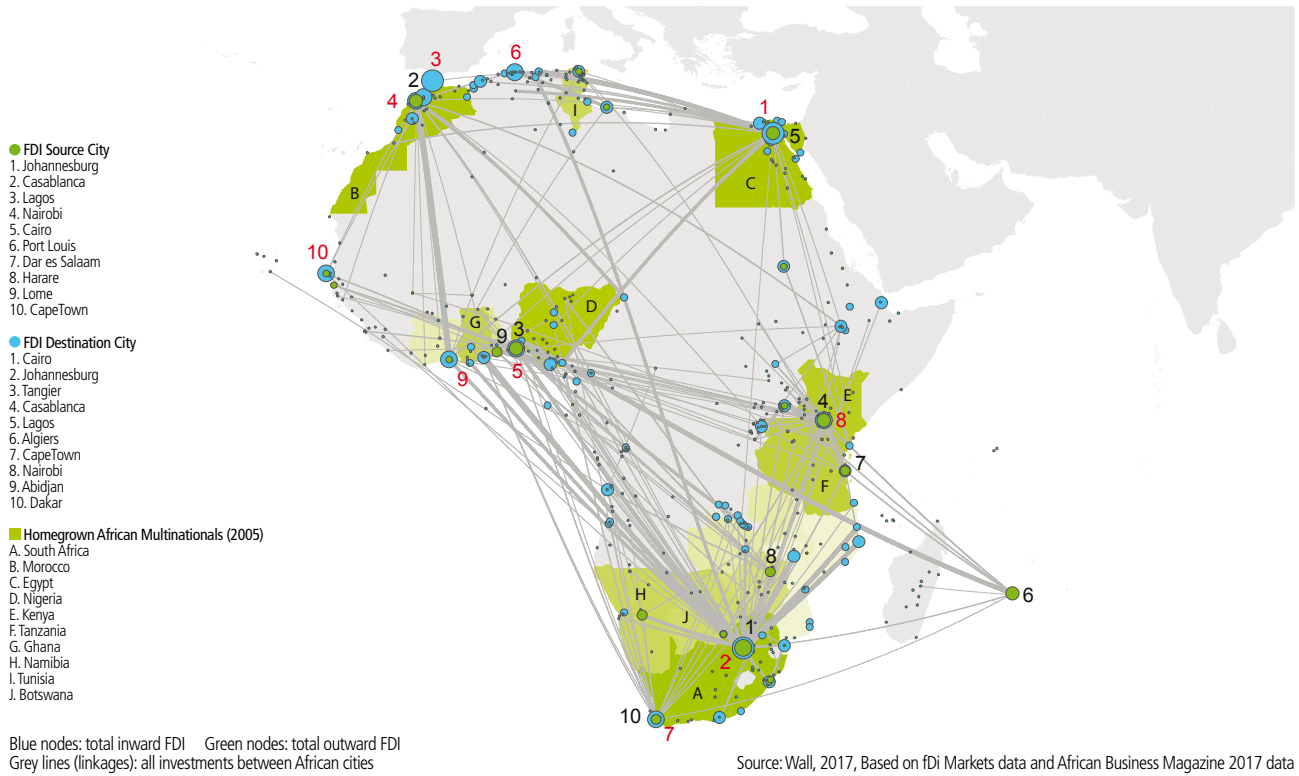 FDI Source City
1. Johannesburg
2. Casablanca
3. Lagos
4. Nairobi
5. Cairo
6. Port Louis
7. Dar es Salaam
8. Harare
9. Lome
10. CapeTown
FDI Destination City
1. Cairo
2. Johannesburg
3. Tangier
4. Casablanca
5. Lagos
6. Algiers
7. CapeTown
8. Nairobi
9. Abidjan
10. Dakar
Homegrown African Multinationals (2005)
A. South Africa
B. Morocco
C. Egypt
D. Nigeria
E. Kenya
F. Tanzania
G. Ghana
H. Namibia
I. Tunisia
J. Botswana
3
6
2
4
I
1
5
C
B
10
D
G
9
3
9
5
E
4
8
7
F
8
6
H
J
1
2
A
10
7
Blue nodes: total inward FDI Green nodes: total outward FDI
Grey lines (linkages): all investments between African cities
Source: Wall, 2017, Based on fDi Markets data and African Business Magazine 2017 data